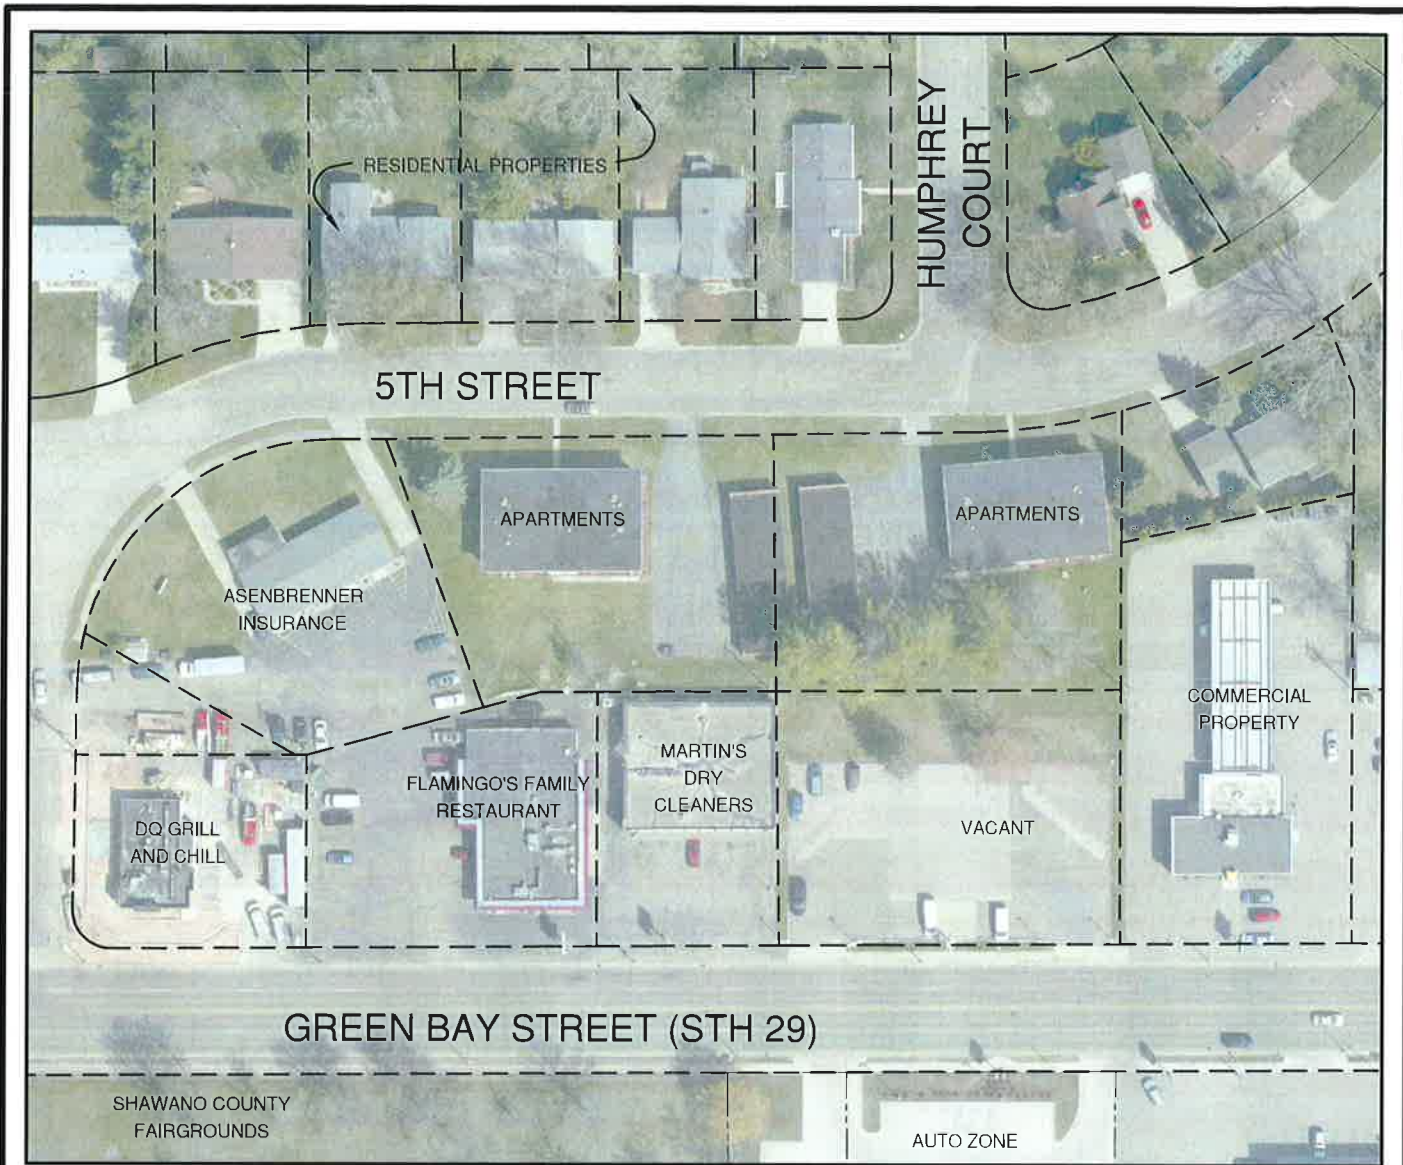 HUMPHREY
COURT
RESIDENTIAL PROPERTIES
5TH STREET
APARTMENTS
APARTMENTS
ASENBRENNER
INSURANCE
COMMERCIAL
PROPERTY
MARTIN'S
DRY
CLEANERS
FLAMINGO'S FAMILY
RESTAURANT
DQ GRILL
AND CHILL
VACANT
GREEN BAY STREET (STH 29)
SHAWANO COUNTY
FAIRGROUNDS
AUTO ZONE